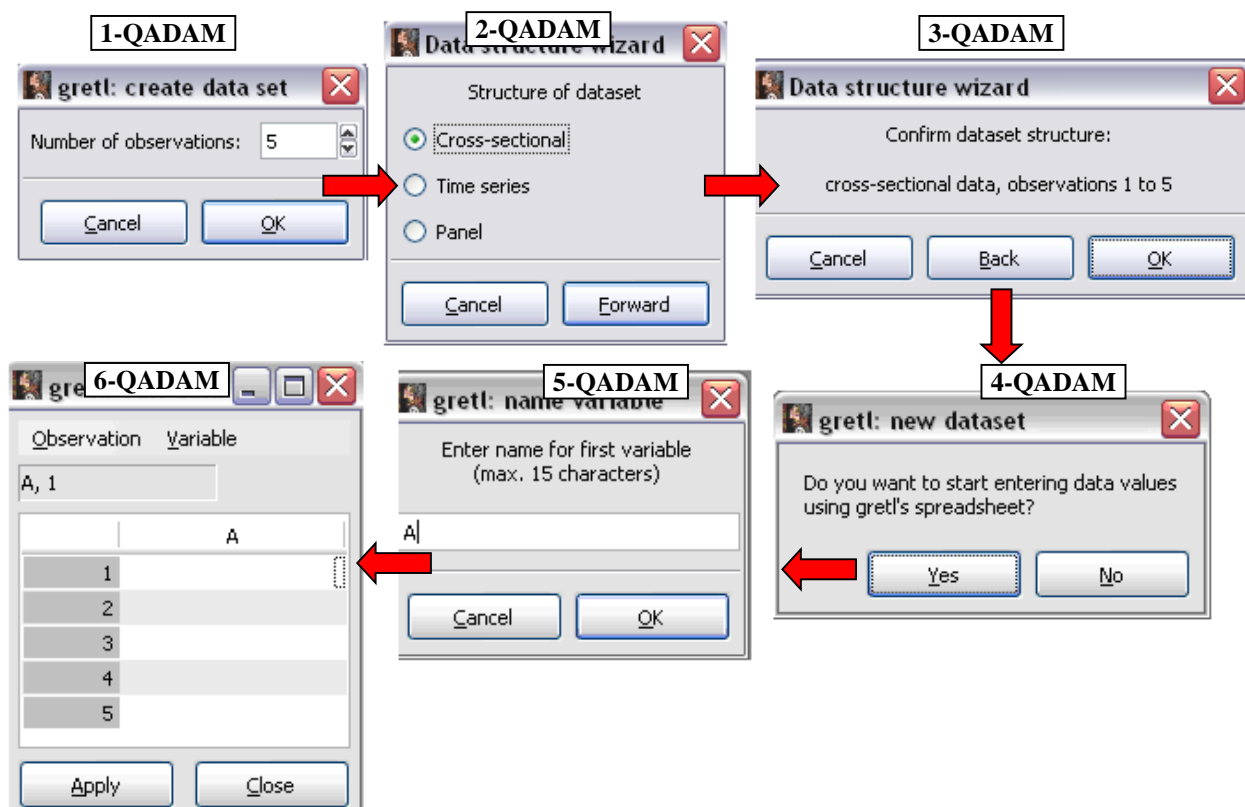 1-QADAM
gretl: create data set
Number of observations: 5
Cancel OK
2-QADAM
Data structure wizard
Structure of dataset
Cross-sectional
Time series
Panel
Cancel Forward
3-QADAM
Data structure wizard
Confirm dataset structure:
cross-sectional data, observations 1 to 5
Cancel Back OK
4-QADAM
gretl: new dataset
Do you want to start entering data values
using gretl's spreadsheet?
Yes No
5-QADAM
gretl: name variable
Enter name for first variable
(max. 15 characters)
A
Cancel OK
6-QADAM
gre
Observation Variable
A, 1
A
1
2
3
4
5
Apply Close